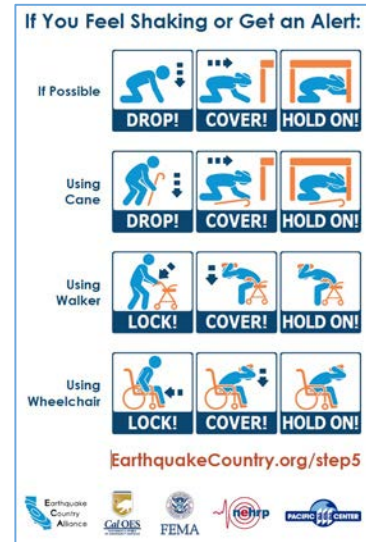 If You Feel Shaking or Get an Alert:
If Possible
DROP!
COVER!
HOLD ON!
Using
Cane
DROP!
COVER!
HOLD ON!
Using
Walker
LOCK!
COVER!
HOLD ON!
Using
Wheelchair
LOCK!
COVER!
HOLD ON!
EarthquakeCountry.org/step5
Earthquake
Country
Alliance
Cal OES
FEMA
nehrp
PACIFIC CENTER